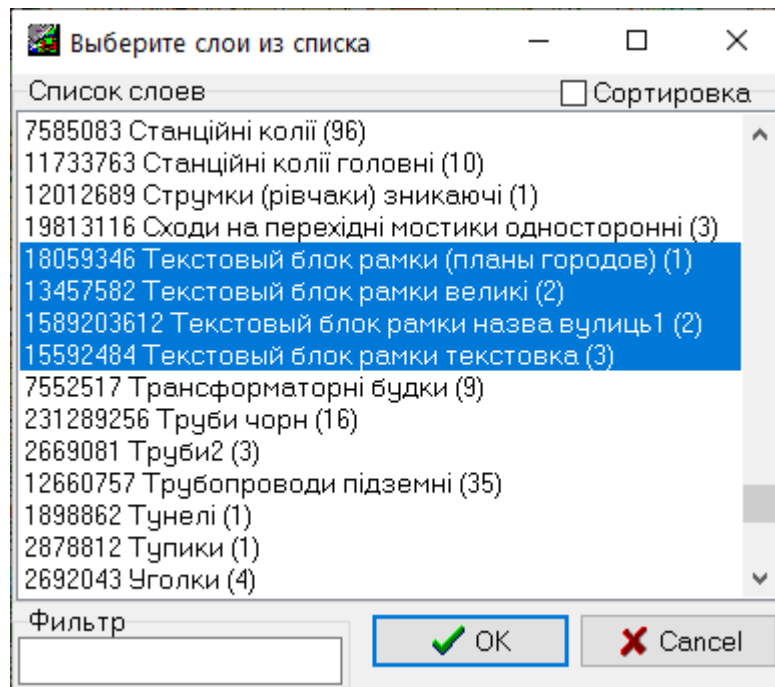 Выберите слои из списка
Список слоев
Сортировка
7585083 Станційні колії (96)
11733763 Станційні колії головні (10)
12012689 Струмки (рівчаки) зникаючі (1)
19813116 Сходи на перехідні мостики односторонні (3)
18059346 Текстовый блок рамки (планы городов) (1)
13457582 Текстовый блок рамки великі (2)
1589203612 Текстовый блок рамки назва вулиць1 (2)
15592484 Текстовый блок рамки текстовка (3)
7552517 Трансформаторні будки (9)
231289256 Труби чорн (16)
2669081 Труби2 (3)
12660757 Трубопроводи підземні (35)
1898862 Тунелі (1)
2878812 Тупики (1)
2692043 Уголки (4)
Фильтр
OK
Cancel